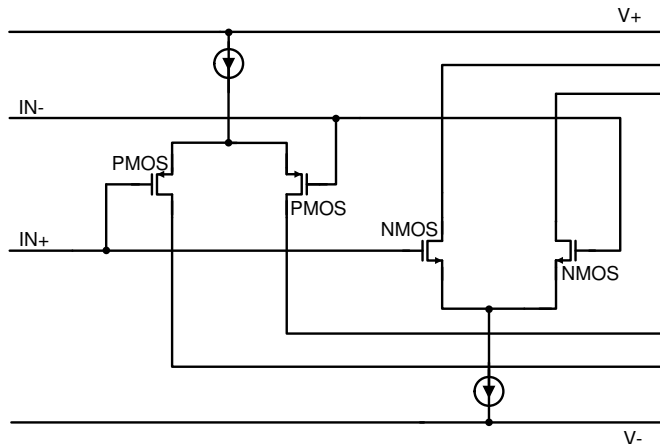 V+
IN-
PMOS
PMOS
NMOS
IN+
NMOS
V-